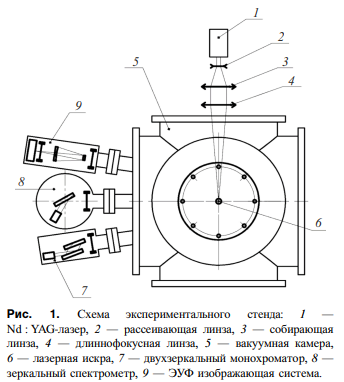 1
2
3
4
5
9
8
7
6
Рис. 1. Схема экспериментального стенда: 1 —
Nd : YAG-лазер, 2 — рассеивающая линза, 3 — собирающая
линза, 4 — длиннофокусная линза, 5 — вакуумная камера,
6 — лазерная искра, 7 — двухзеркальный монохроматор, 8 —
зеркальный спектрометр, 9 — ЭУФ изображающая система.